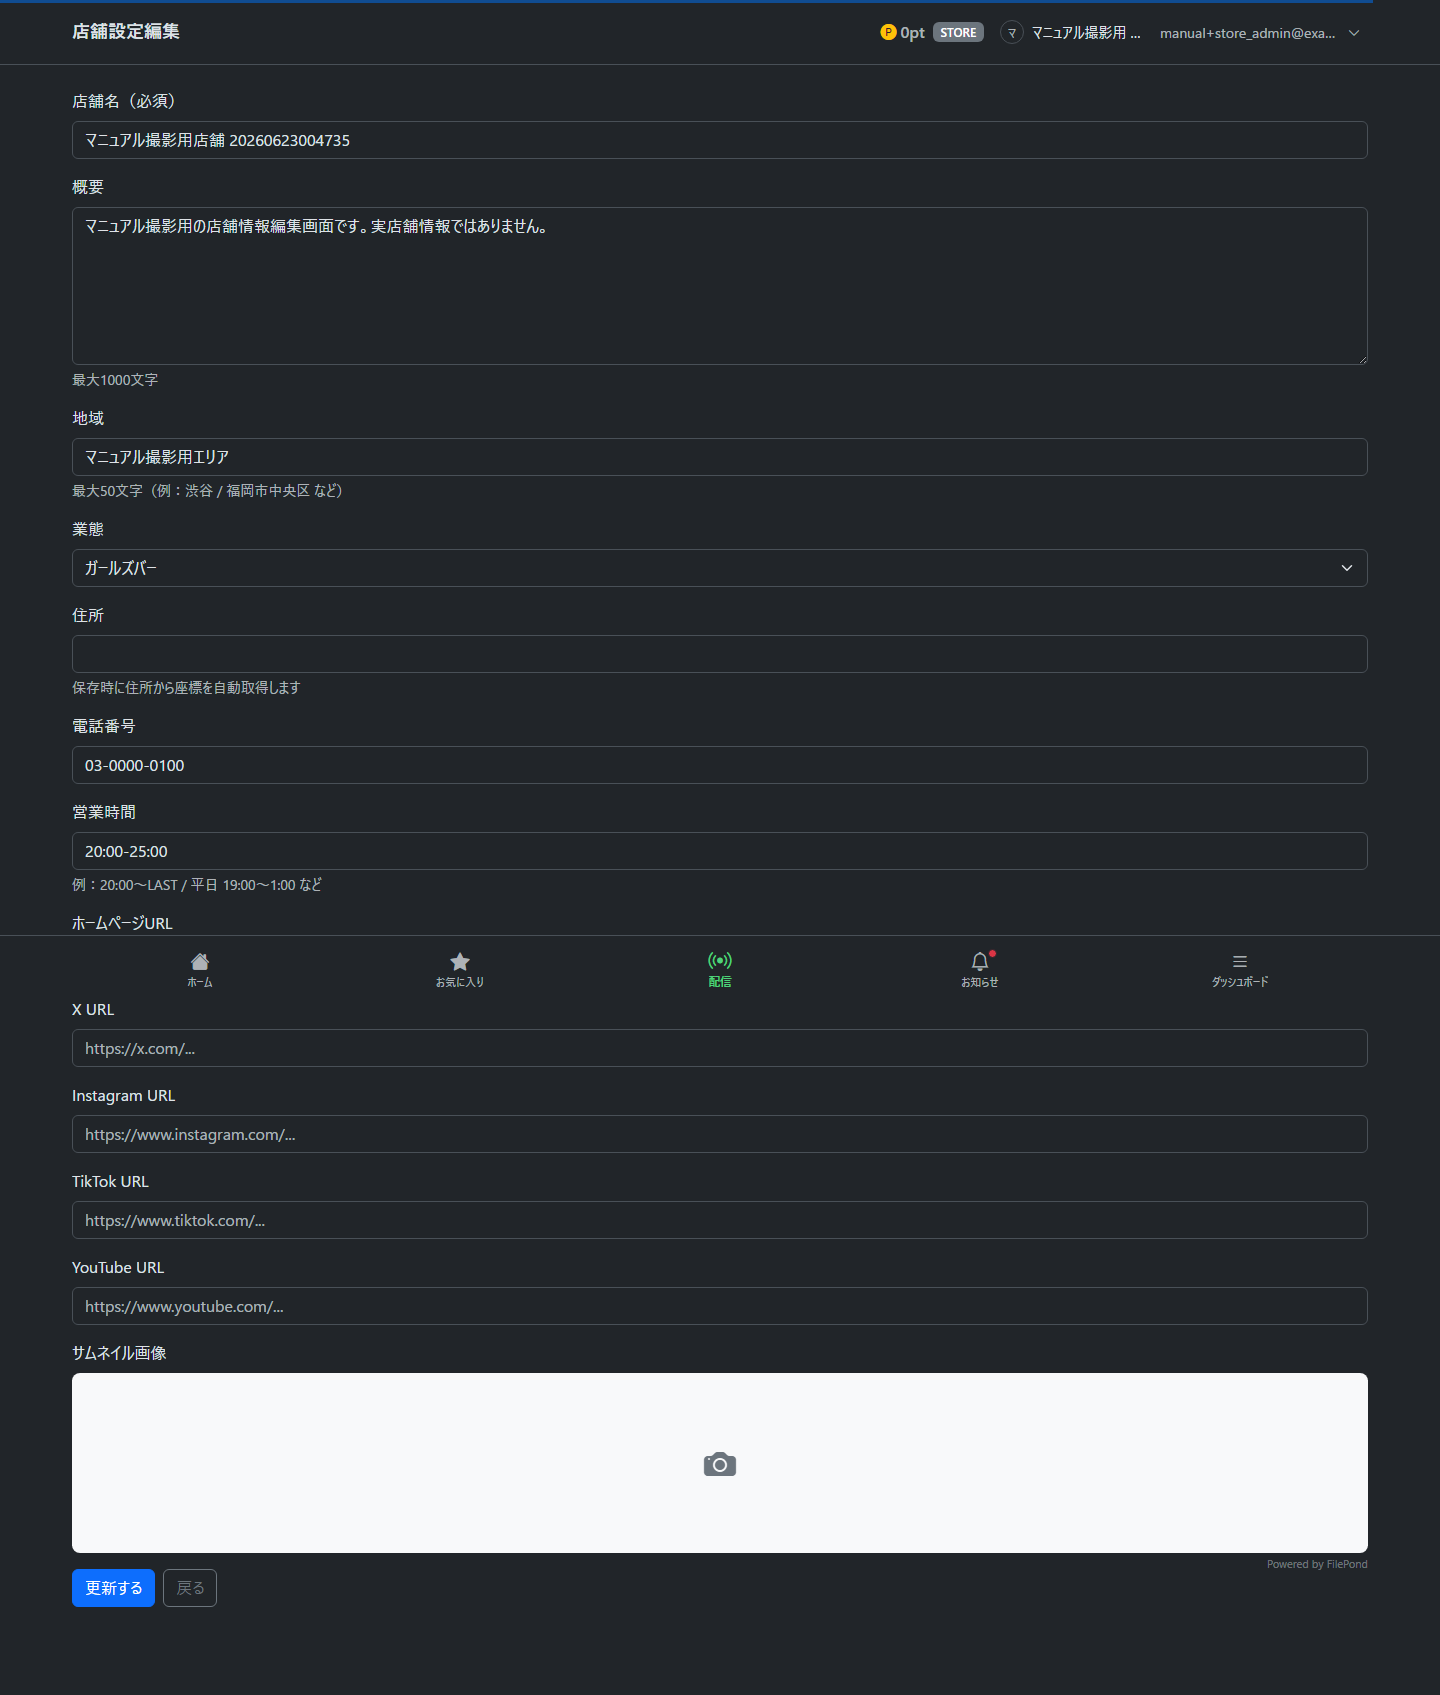 店舗設定編集
P 0pt STORE マ マニュアル撮影用 ... manual+store_admin@exa...
店舗名（必須）
マニュアル撮影用店舗 20260623004735
概要
マニュアル撮影用の店舗情報編集画面です。実店舗情報ではありません。
最大1000文字
地域
マニュアル撮影用エリア
最大50文字（例：渋谷 / 福岡市中央区 など）
業態
ガールズバー
住所
保存時に住所から座標を自動取得します
電話番号
03-0000-0100
営業時間
20:00-25:00
例：20:00〜LAST / 平日 19:00〜1:00 など
ホームページURL
ホーム お気に入り 配信 お知らせ ダッシュボード
X URL
https://x.com/...
Instagram URL
https://www.instagram.com/...
TikTok URL
https://www.tiktok.com/...
YouTube URL
https://www.youtube.com/...
サムネイル画像
Powered by FilePond
更新する 戻る